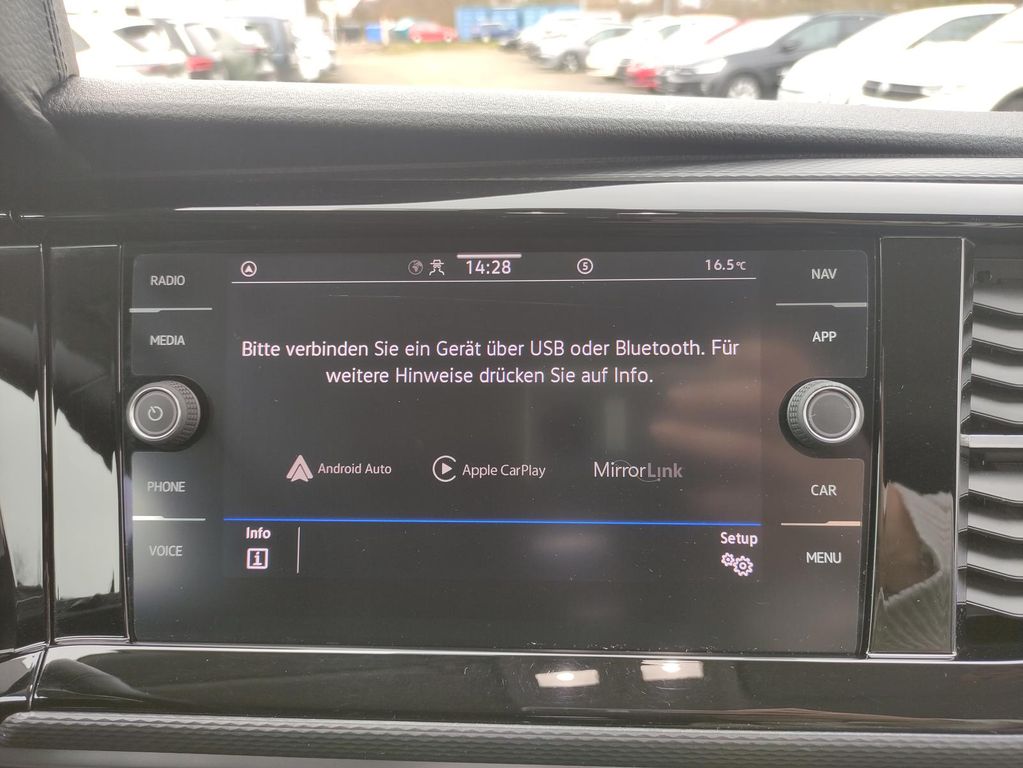 RADIO
MEDIA
PHONE
VOICE
14:28
5
16.5°C
Bitte verbinden Sie ein Gerät über USB oder Bluetooth. Für
weitere Hinweise drücken Sie auf Info.
Android Auto
Apple CarPlay
MirrorLink
Info
Setup
NAV
APP
CAR
MENU